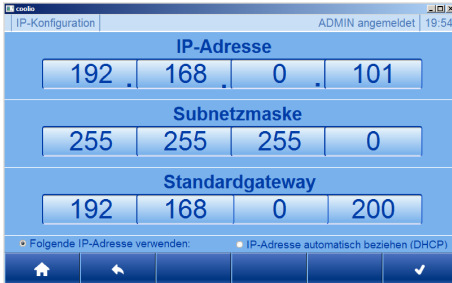 coolio
IP-Konfiguration ADMIN angemeldet 19:54
IP-Adresse
192 . 168 . 0 . 101
Subnetzmaske
255 255 255 0
Standardgateway
192 168 0 200
Folgende IP-Adresse verwenden: IP-Adresse automatisch beziehen (DHCP)